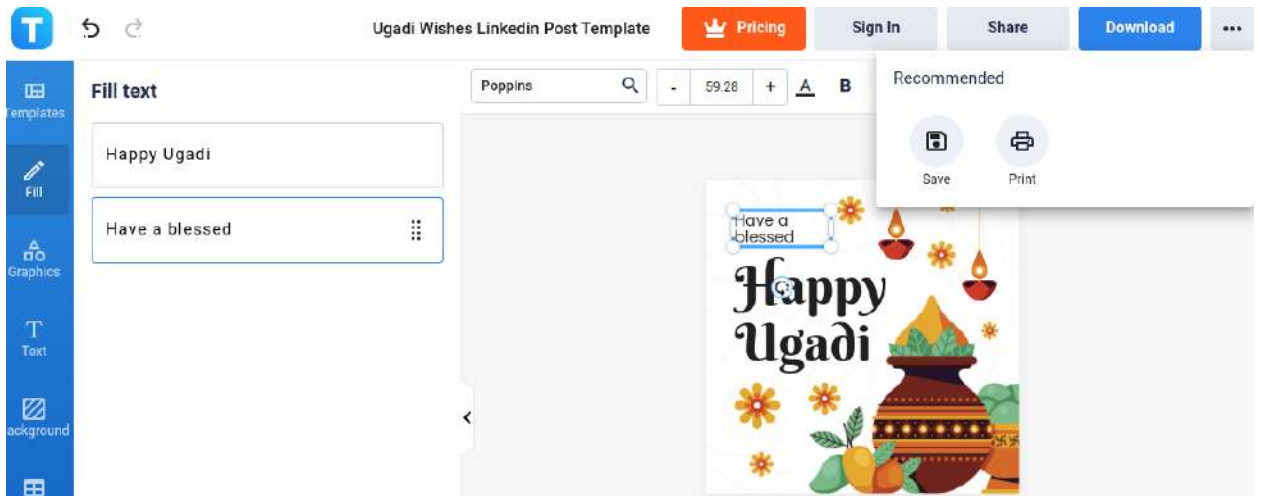 T
Ugadi Wishes Linkedin Post Template
Pricing
Sign In
Share
Download
Templates
Fill
Graphics
Text
ackground
Fill text
Happy Ugadi
Have a blessed
Poppins
-
59.28
+
A
B
Recommended
Save
Print
Have a
blessed
Happy
Ugadi